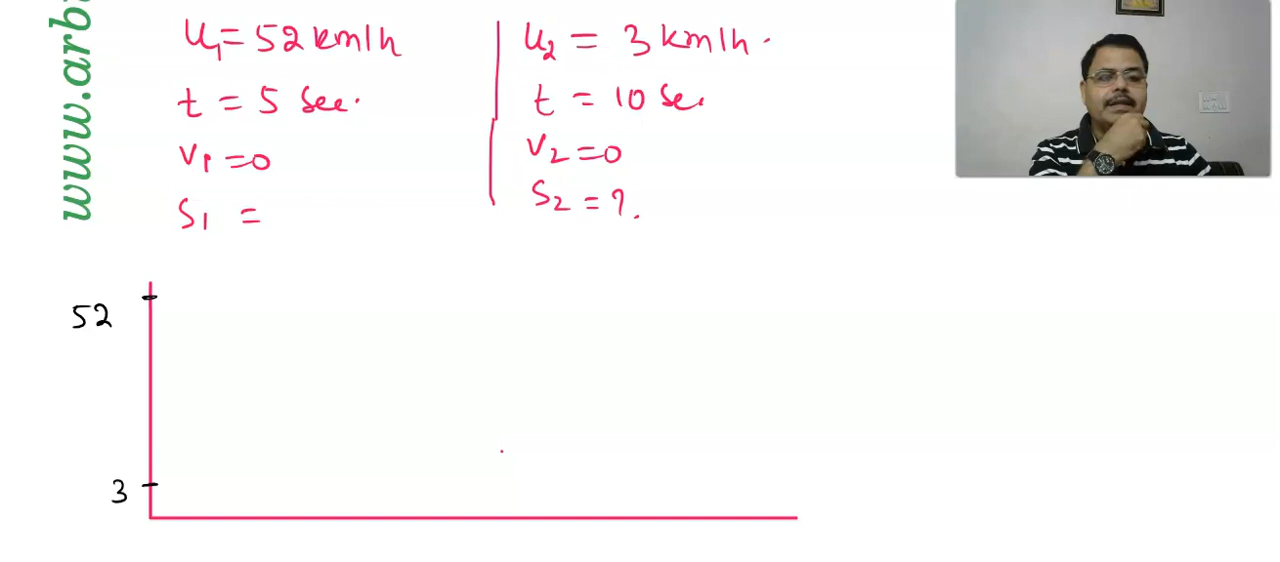 www.arb
u₁ = 52 km/h
t = 5 sec.
v₁ = 0
S₁ =
u₂ = 3 km/h.
t = 10 Se
v₂ = 0
S₂ = ?.
52
3